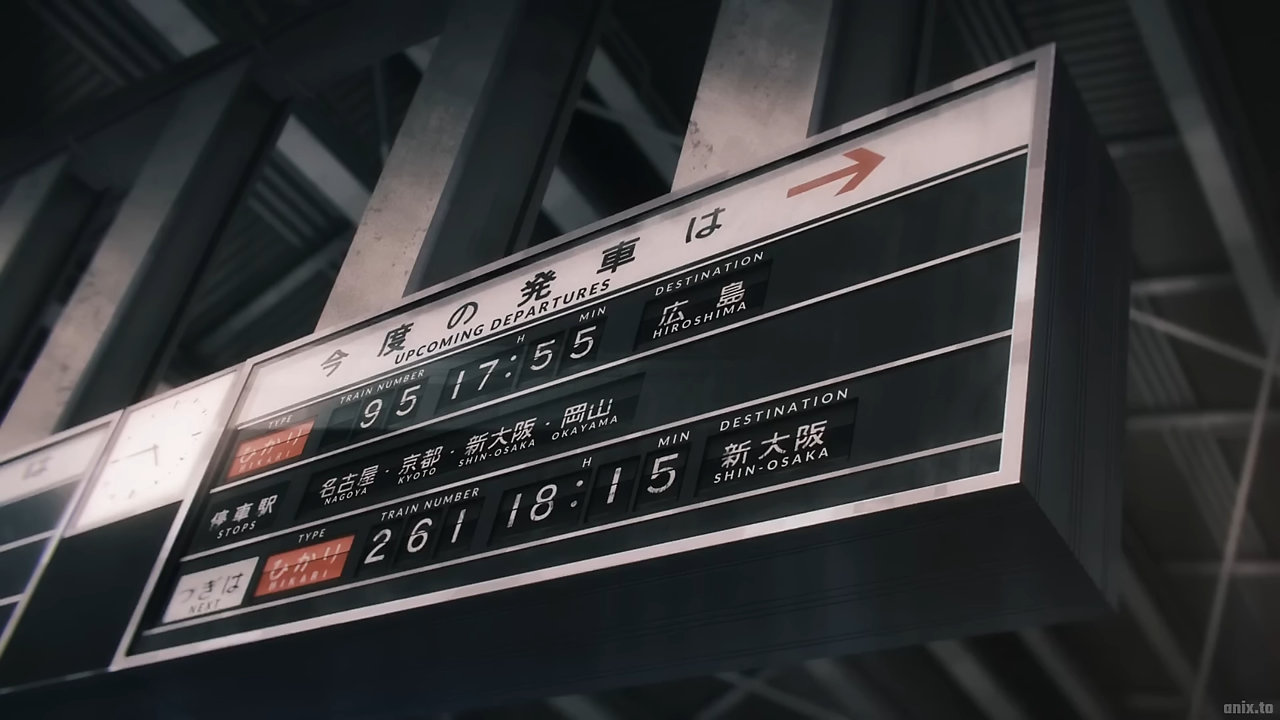 今度の発車は →
UPCOMING DEPARTURES
TYPE TRAIN NUMBER H MIN DESTINATION
ひかり 95 17:55 広島
HIKARI HIROSHIMA
停車駅 名古屋・京都・新大阪・岡山
STOPS NAGOYA KYOTO SHIN-OSAKA OKAYAMA
TYPE TRAIN NUMBER H MIN DESTINATION
つぎは ひかり 261 18:15 新大阪
NEXT HIKARI SHIN-OSAKA
は
anix.to